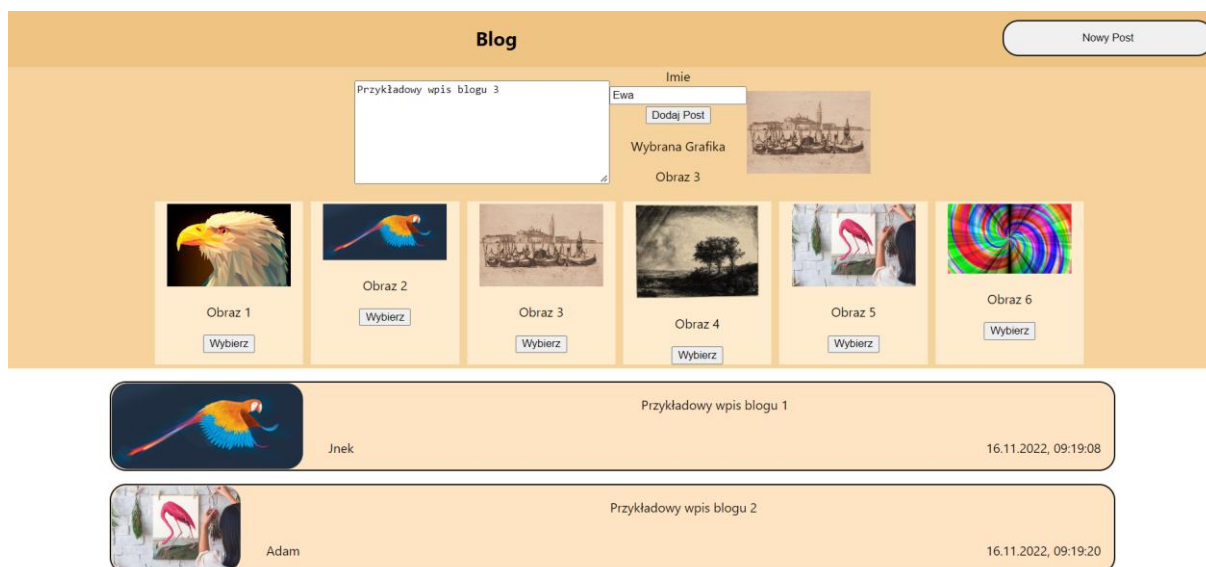 Blog
Nowy Post
Przykładowy wpis blogu 3
Imie
Ewa
Dodaj Post
Wybrana Grafika
Obraz 3
Obraz 1
Wybierz
Obraz 2
Wybierz
Obraz 3
Wybierz
Obraz 4
Wybierz
Obraz 5
Wybierz
Obraz 6
Wybierz
Przykładowy wpis blogu 1
Jnek
16.11.2022, 09:19:08
Przykładowy wpis blogu 2
Adam
16.11.2022, 09:19:20